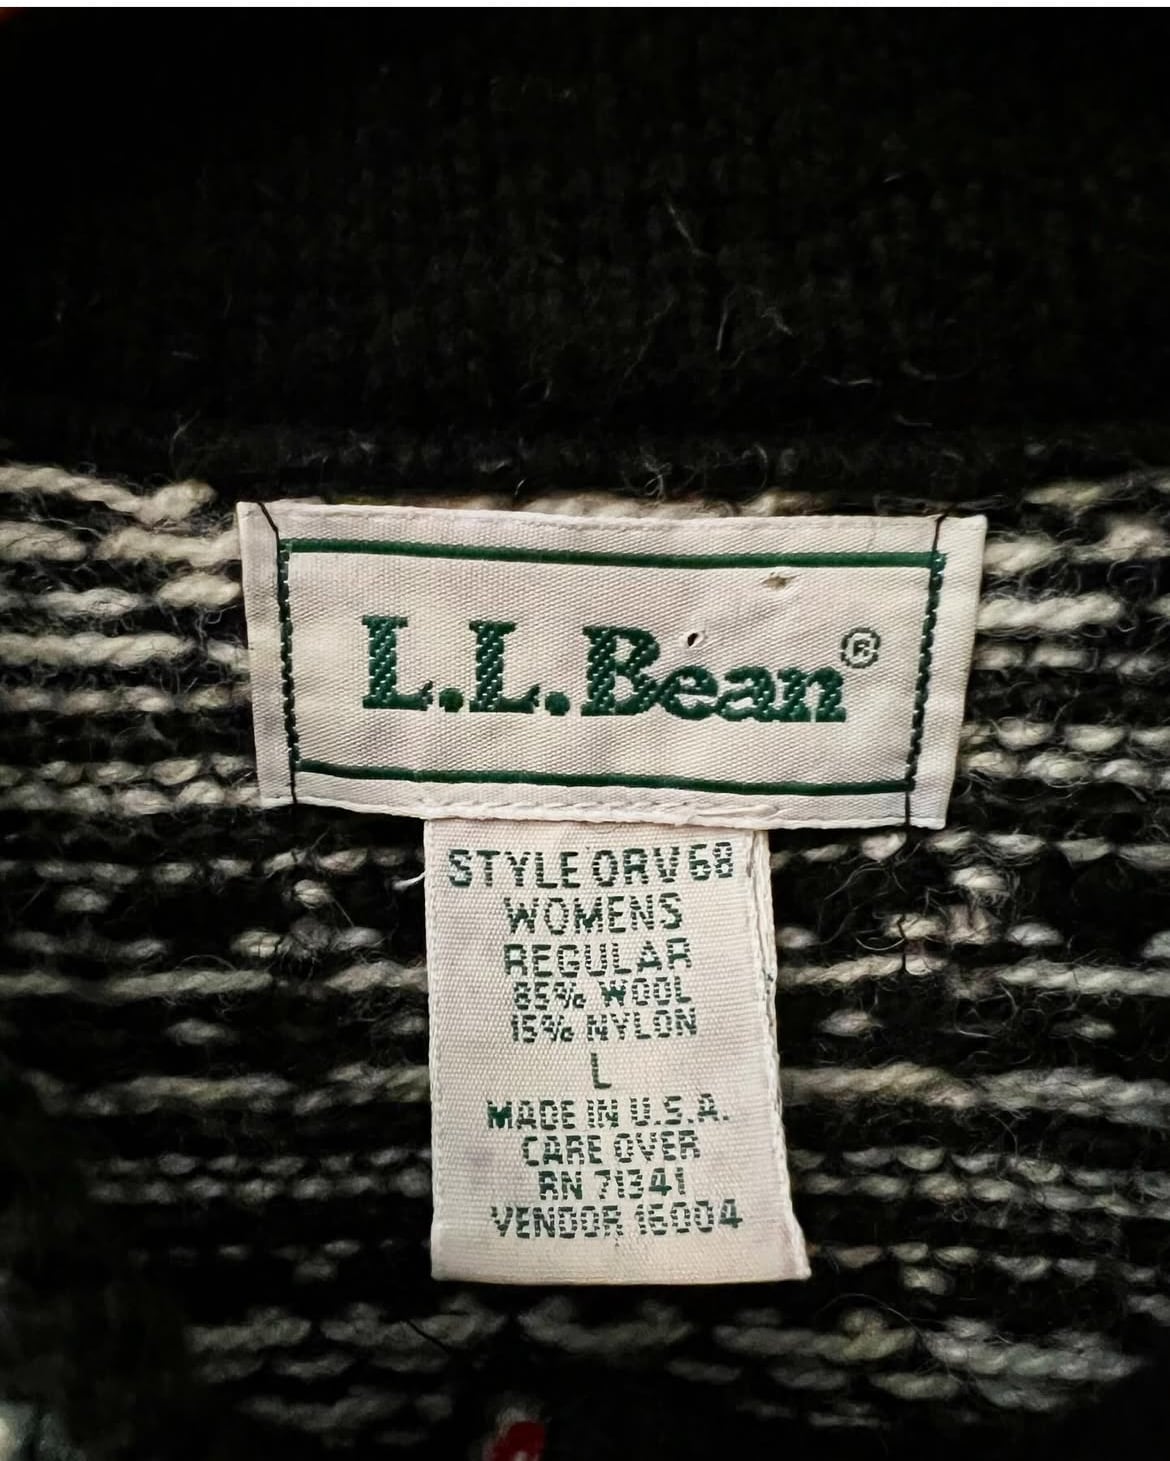 L.L.Bean®
STYLE ORV68
WOMENS
REGULAR
85% WOOL
15% NYLON
L
MADE IN U.S.A.
CARE OVER
RN 71341
VENDOR 16004